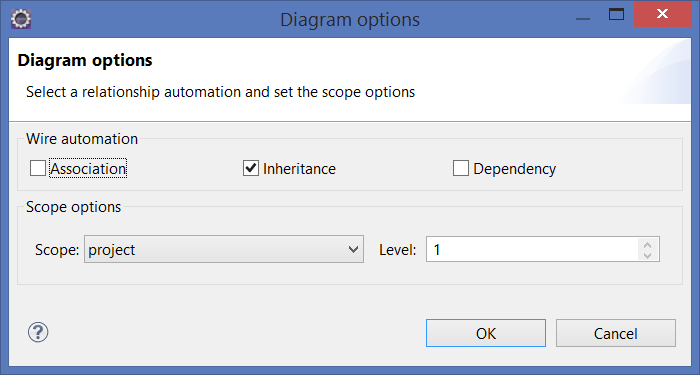 Diagram options
Diagram options
Select a relationship automation and set the scope options
Wire automation
Association Inheritance Dependency
Scope options
Scope: project Level: 1
? OK Cancel